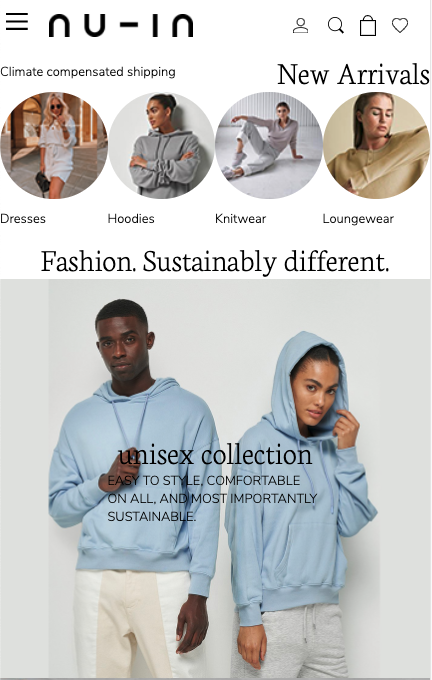 nu-in
Climate compensated shipping
New Arrivals
Dresses
Hoodies
Knitwear
Loungewear
Fashion. Sustainably different.
unisex collection
EASY TO STYLE, COMFORTABLE
ON ALL, AND MOST IMPORTANTLY
SUSTAINABLE.